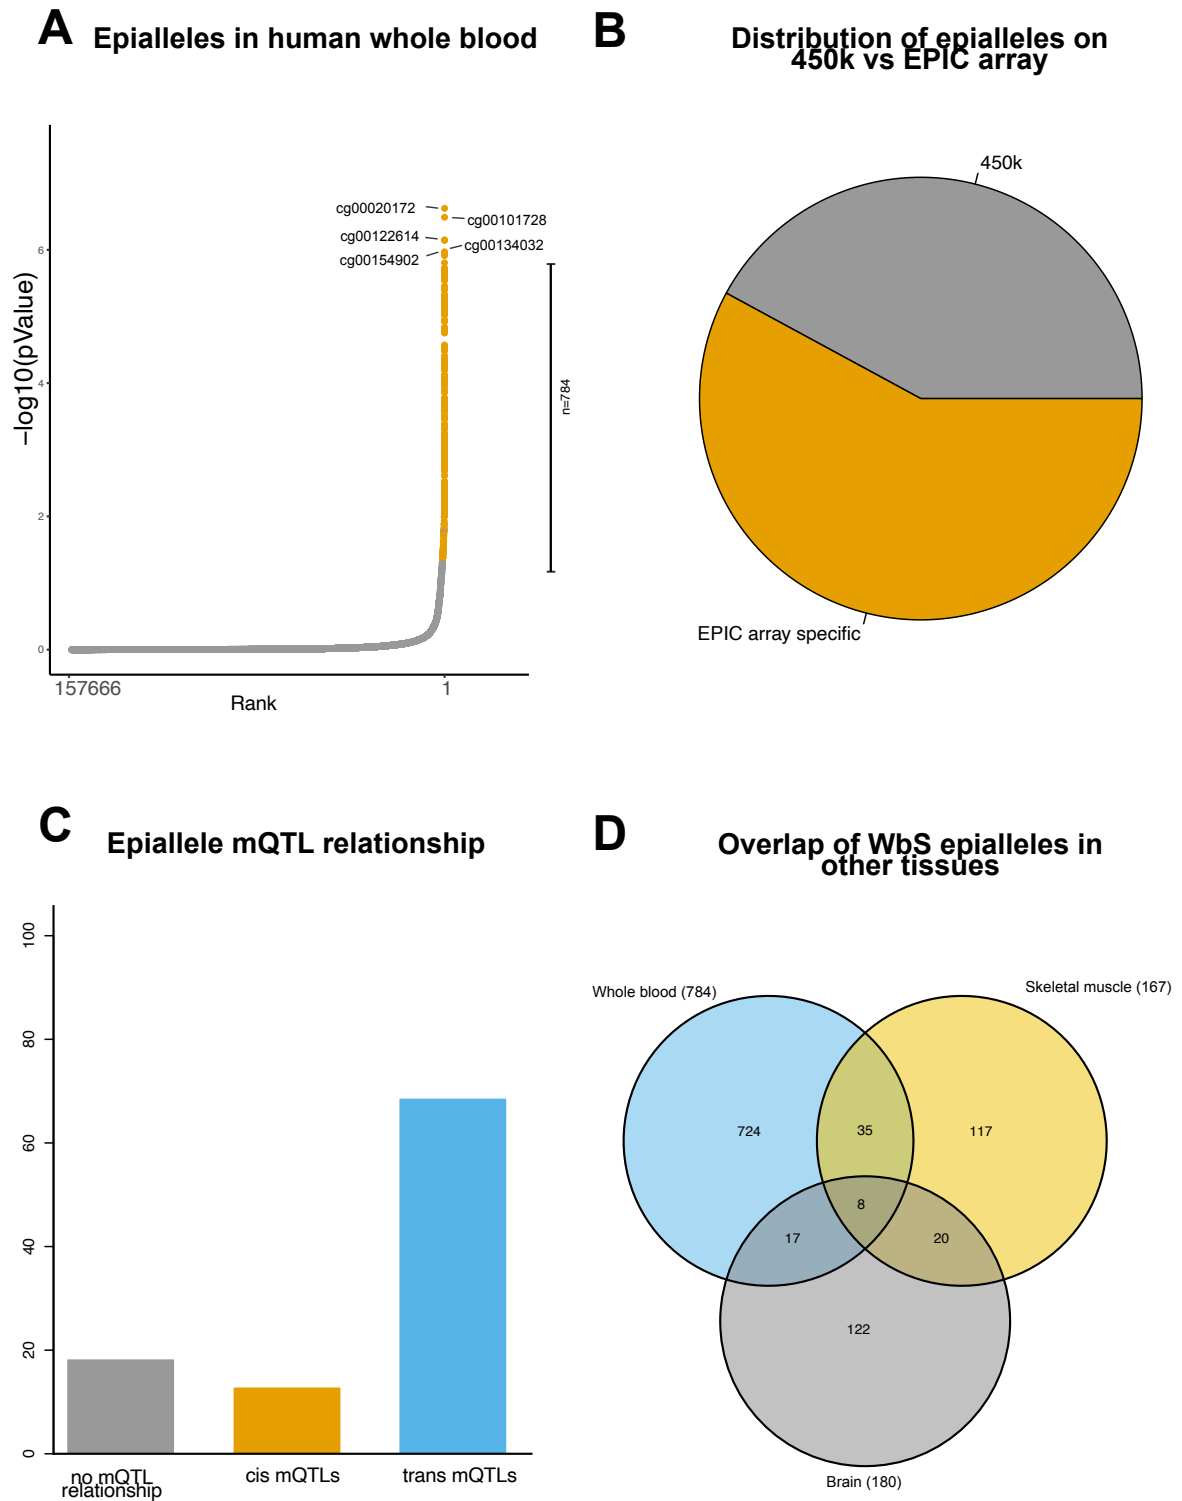 A
Epialleles in human whole blood
−log10(pValue)
6
4
2
0
cg00020172
cg00101728
cg00122614
cg00134032
cg00154902
n=784
157666
1
Rank
B
Distribution of epialleles on
450k vs EPIC array
450k
EPIC array specific
C
Epiallele mQTL relationship
100
80
60
40
20
0
no mQTL
relationship
cis mQTLs
trans mQTLs
D
Overlap of WbS epialleles in
other tissues
Whole blood (784)
Skeletal muscle (167)
724
35
117
8
17
20
122
Brain (180)